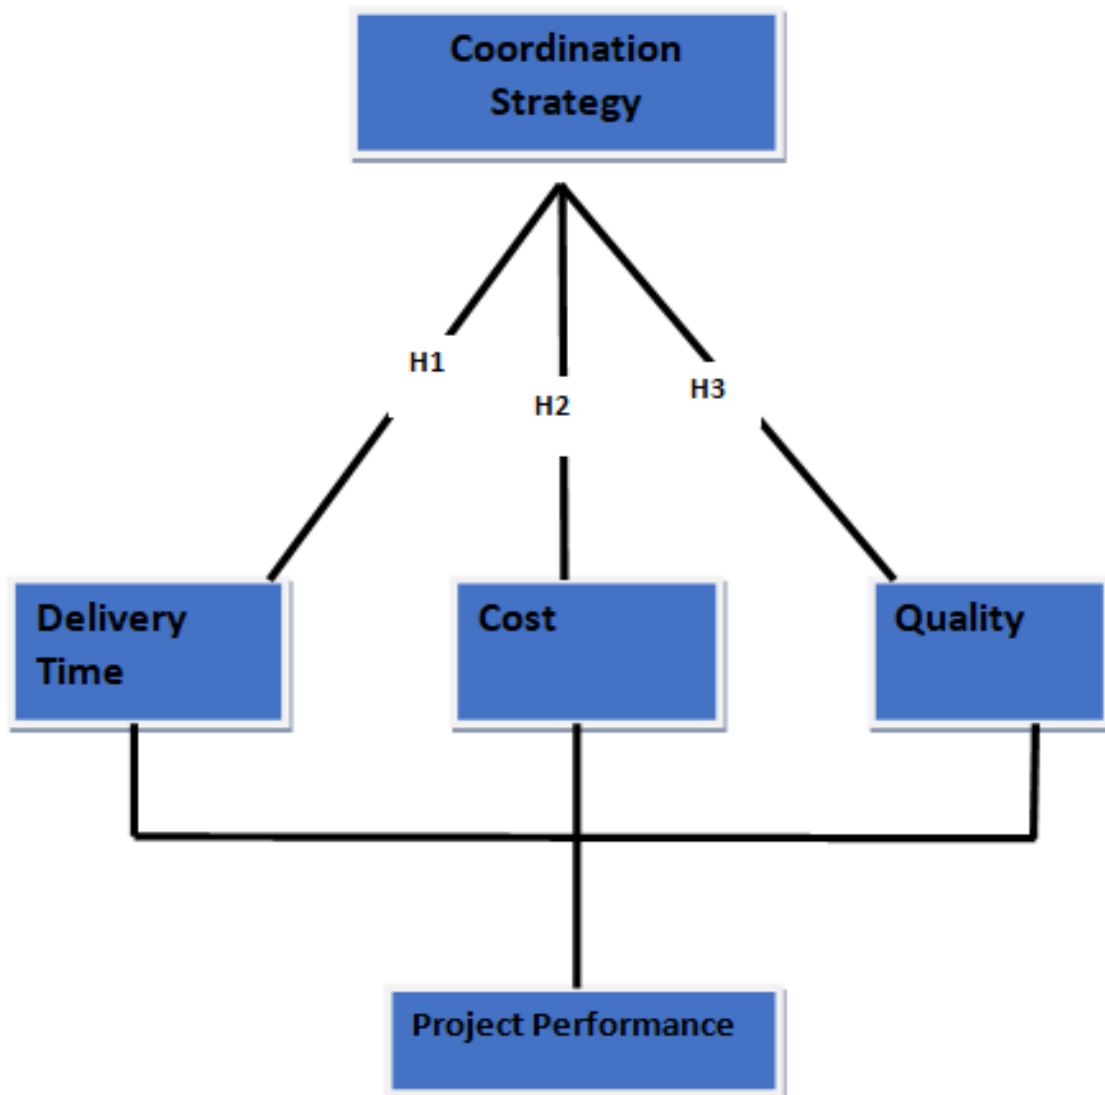 Coordination
Strategy
H1
H2
H3
Delivery
Time
Cost
Quality
Project Performance